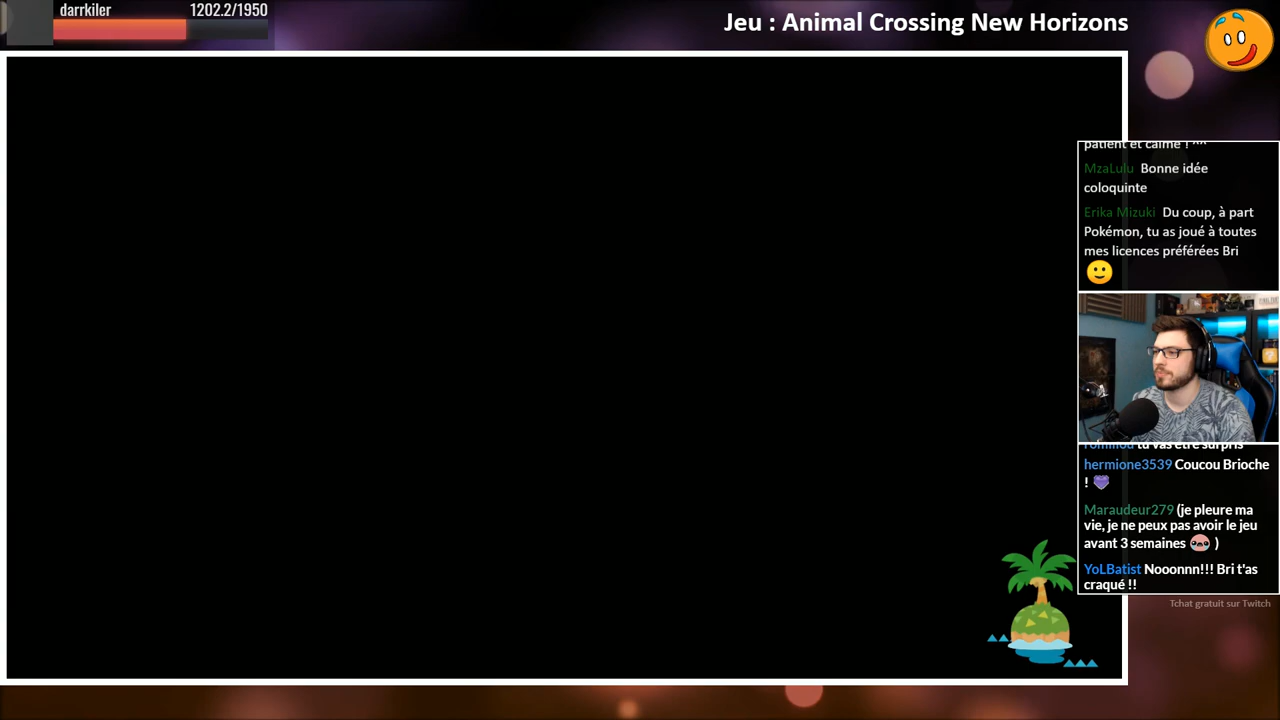 darrkiler 1202.2/1950
Jeu : Animal Crossing New Horizons
patient et calme ! ^^
MzaLulu Bonne idée
coloquinte
Erika Mizuki Du coup, à part
Pokémon, tu as joué à toutes
mes licences préférées Bri
tu vas être surpris
hermione3539 Coucou Brioche
!
Maraudeur279 (je pleure ma
vie, je ne peux pas avoir le jeu
avant 3 semaines )
YoLBatist Nooonnn!!! Bri t'as
craqué !!
Tchat gratuit sur Twitch